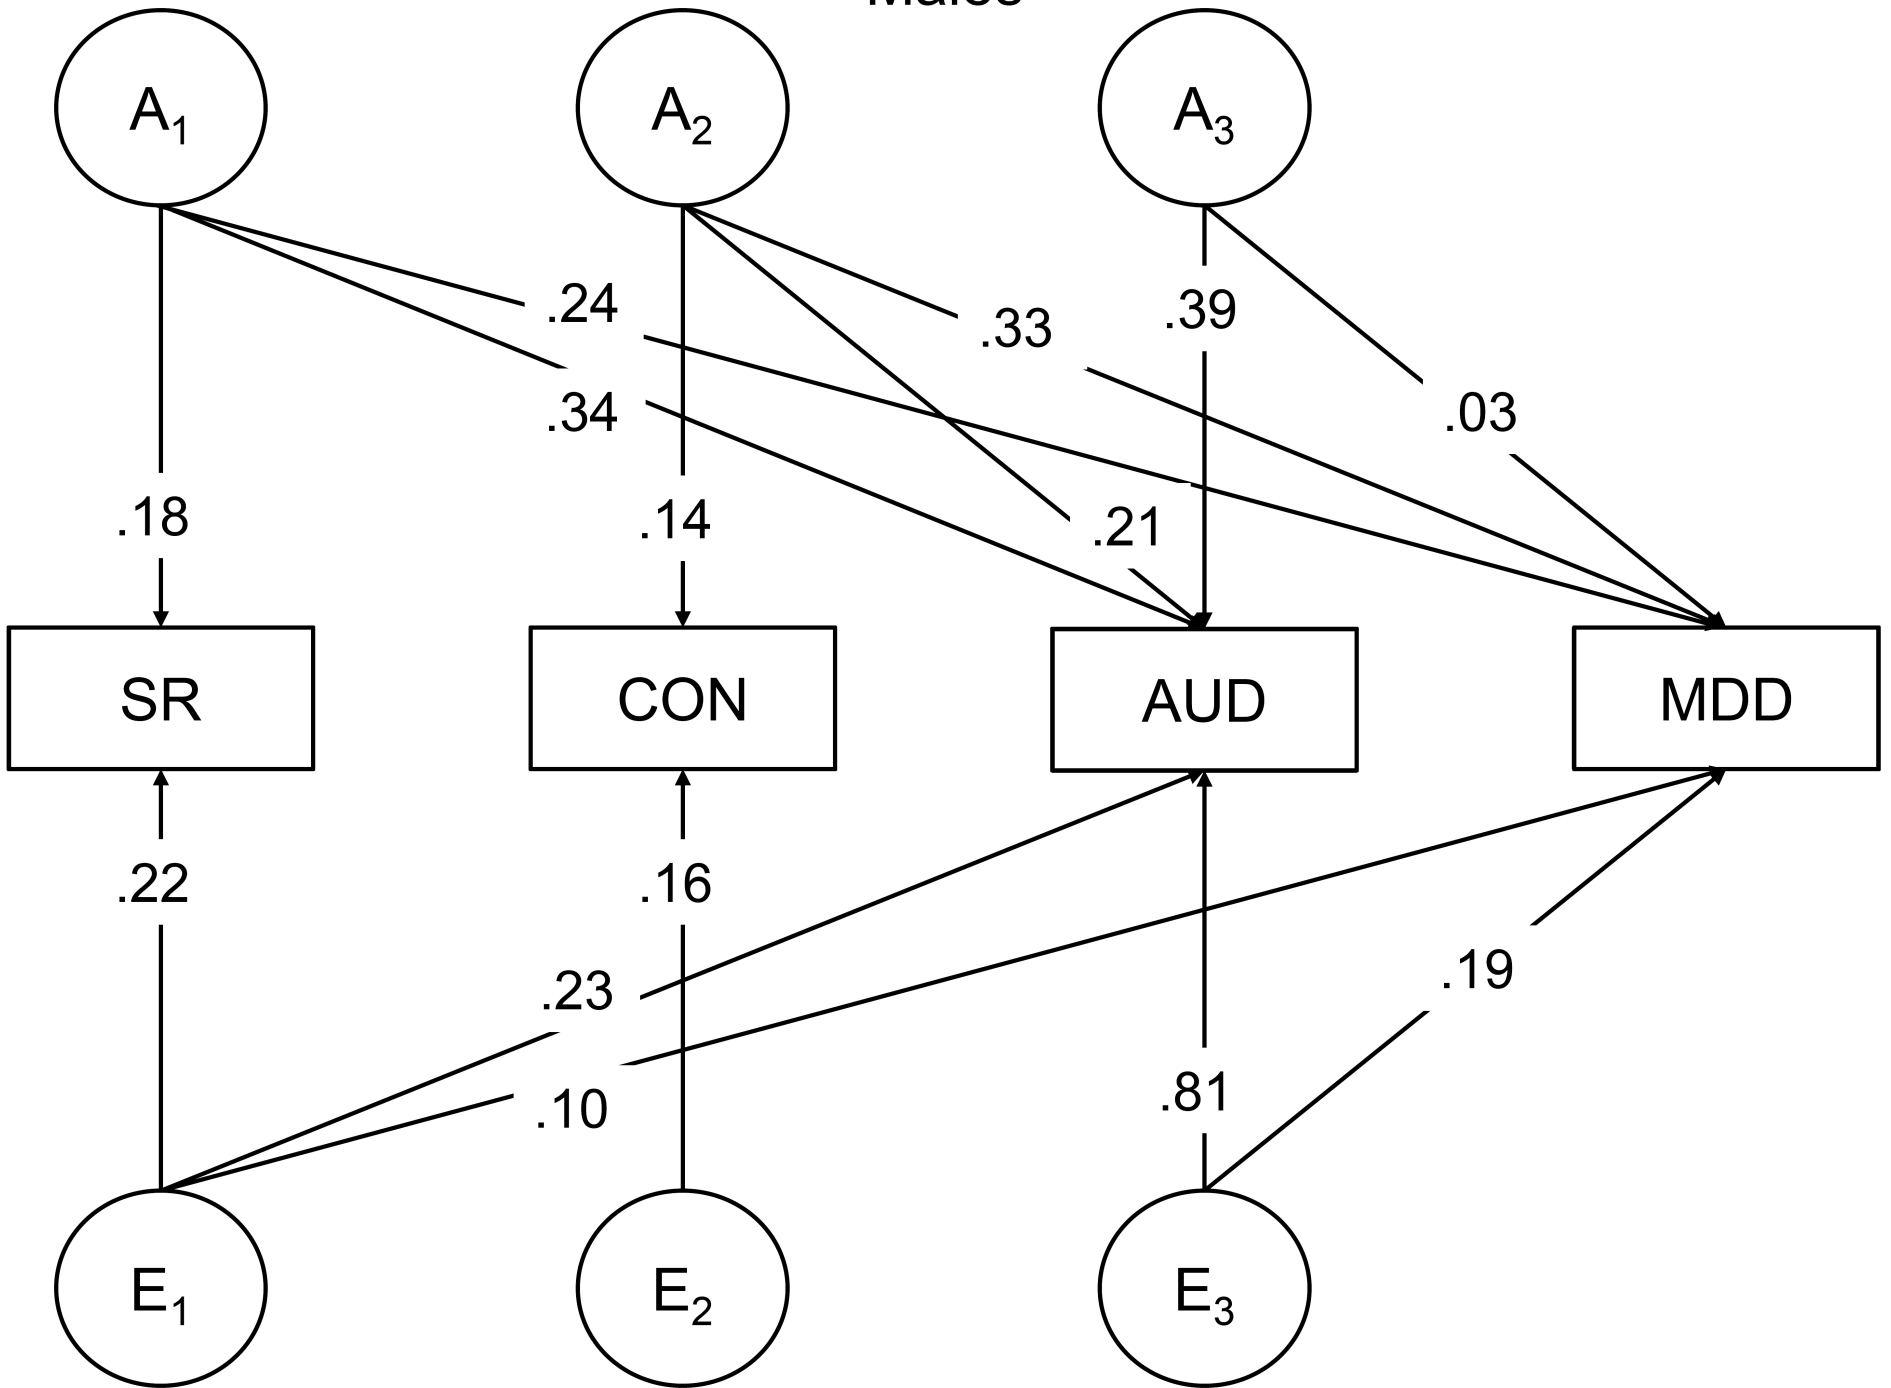 Males
A1 A2 A3
.24 .33 .39
.34 .03
.18 .14 .21
SR CON AUD MDD
.22 .16
.23 .19
.10 .81
E1 E2 E3